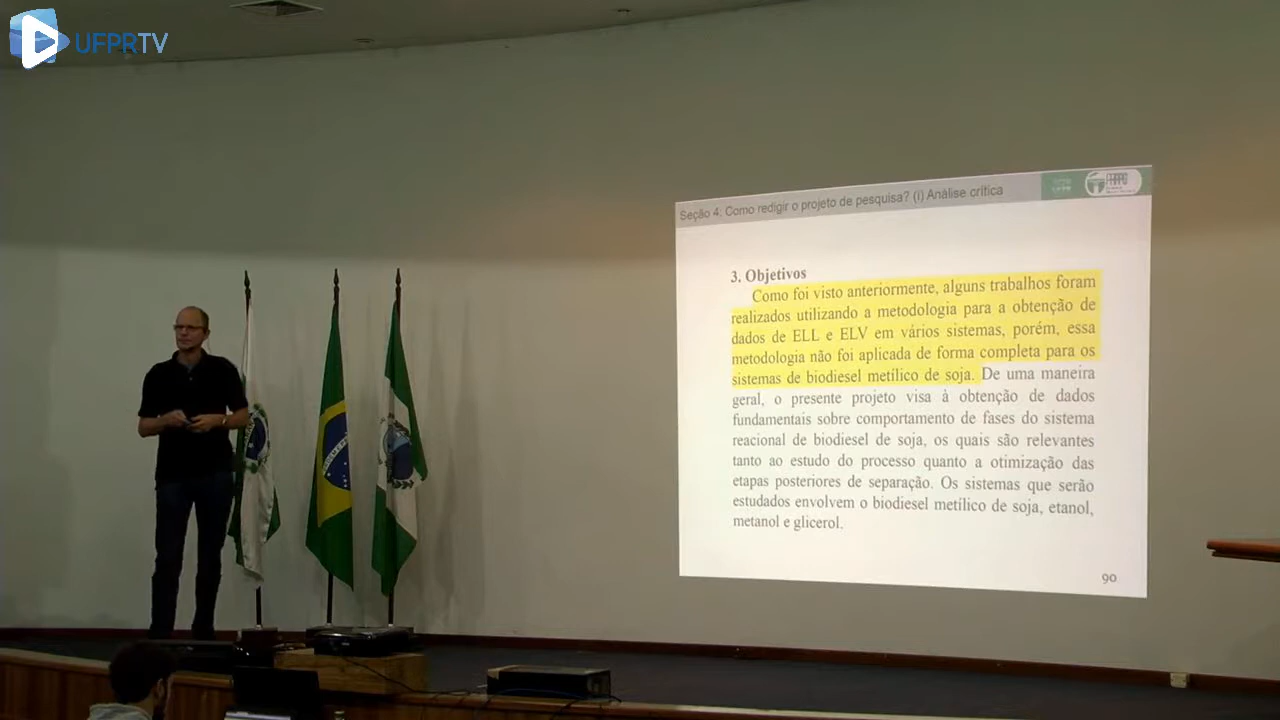 UFPRTV
Seção 4: Como redigir o projeto de pesquisa? (i) Análise crítica
3. Objetivos
Como foi visto anteriormente, alguns trabalhos foram
realizados utilizando a metodologia para a obtenção de
dados de ELL e ELV em vários sistemas, porém, essa
metodologia não foi aplicada de forma completa para os
sistemas de biodiesel metílico de soja. De uma maneira
geral, o presente projeto visa à obtenção de dados
fundamentais sobre comportamento de fases do sistema
reacional de biodiesel de soja, os quais são relevantes
tanto ao estudo do processo quanto a otimização das
etapas posteriores de separação. Os sistemas que serão
estudados envolvem o biodiesel metílico de soja, etanol,
metanol e glicerol.
90